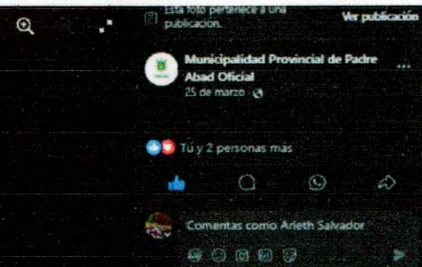 Esta foto pertenece a una
publicación.
Ver publicación
Municipalidad Provincial de Padre
Abad Oficial
25 de marzo
Tú y 2 personas más
Comentas como Arleth Salvador